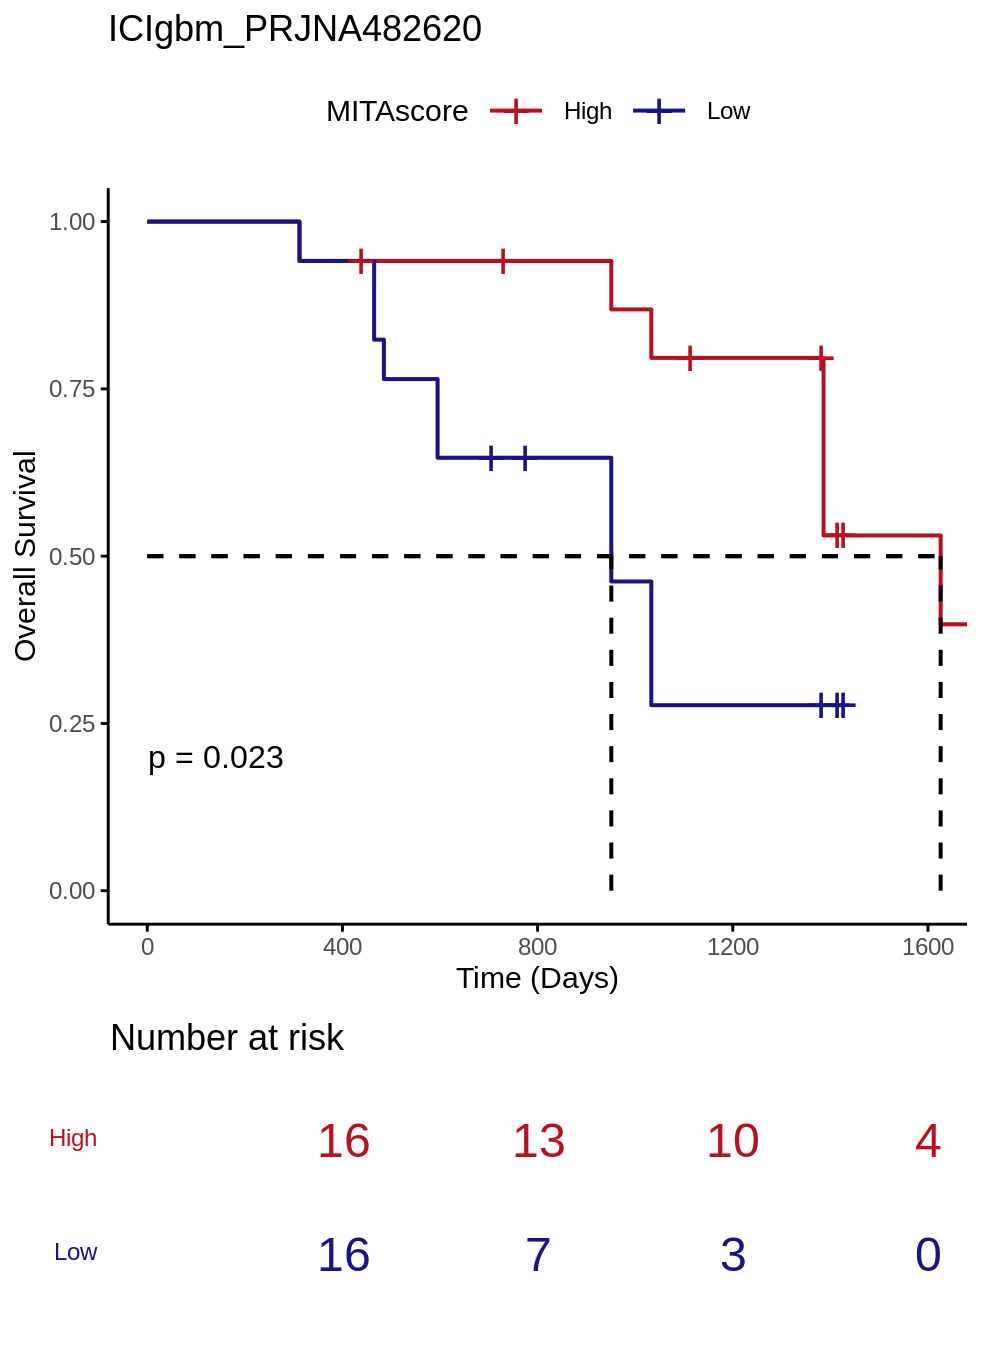 ICIgbm_PRJNA482620
MITAscore High Low
1.00
0.75
0.50
0.25
0.00
Overall Survival
p = 0.023
0 400 800 1200 1600
Time (Days)
Number at risk
High 16 13 10 4
Low 16 7 3 0